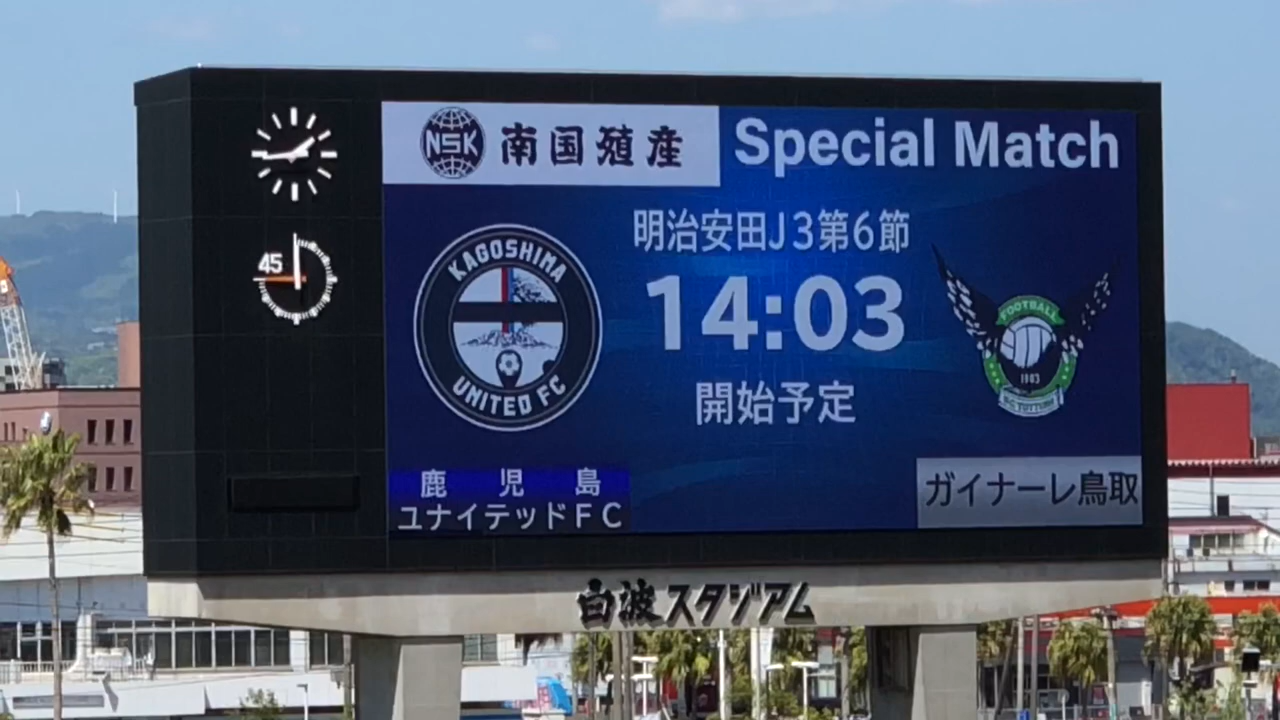 NSK 南国殖産 Special Match
明治安田J3第6節
14:03
開始予定
KAGOSHIMA
UNITED FC
FOOTBALL
1983
45
鹿児島
ユナイテッドFC
ガイナーレ鳥取
白波スタジアム